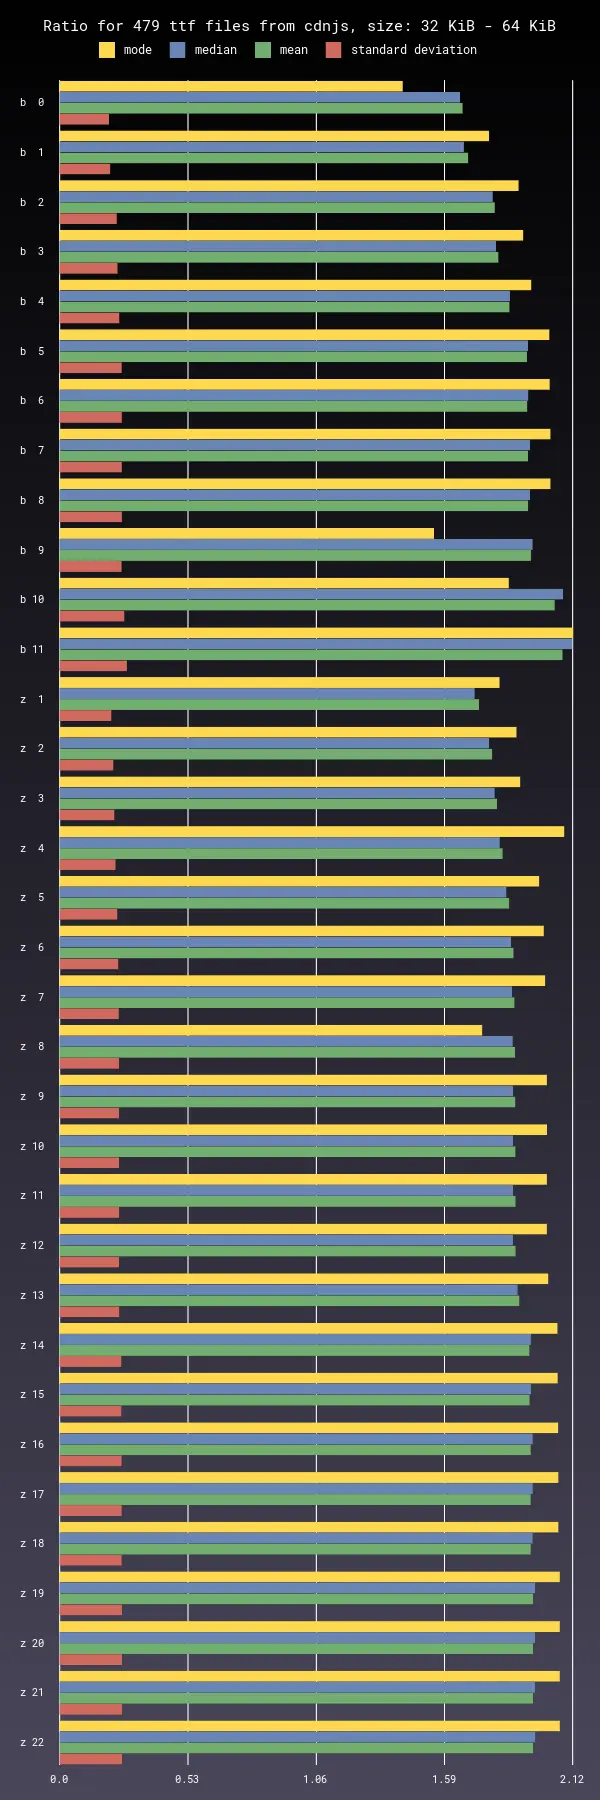 Ratio for 479 ttf files from cdnjs, size: 32 KiB - 64 KiB
mode median mean standard deviation
b 0
b 1
b 2
b 3
b 4
b 5
b 6
b 7
b 8
b 9
b 10
b 11
z 1
z 2
z 3
z 4
z 5
z 6
z 7
z 8
z 9
z 10
z 11
z 12
z 13
z 14
z 15
z 16
z 17
z 18
z 19
z 20
z 21
z 22
0.0 0.53 1.06 1.59 2.12